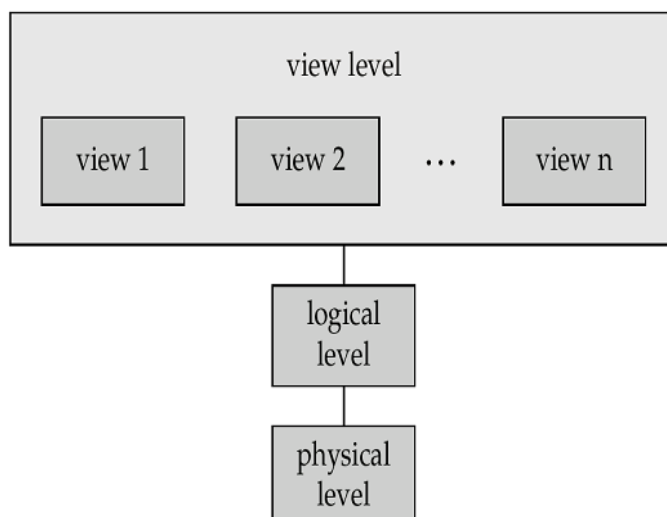 view level
view 1 view 2 … view n
logical
level
physical
level